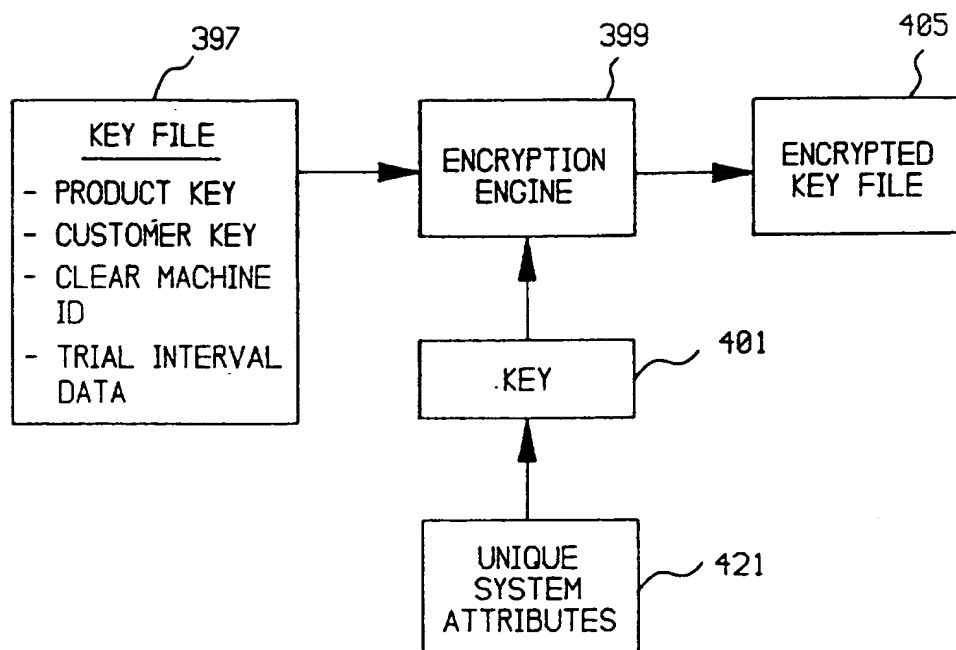 397
399
405
KEY FILE
- PRODUCT KEY
- CUSTOMER KEY
- CLEAR MACHINE
ID
- TRIAL INTERVAL
DATA
ENCRYPTION
ENGINE
ENCRYPTED
KEY FILE
KEY
401
UNIQUE
SYSTEM
ATTRIBUTES
421